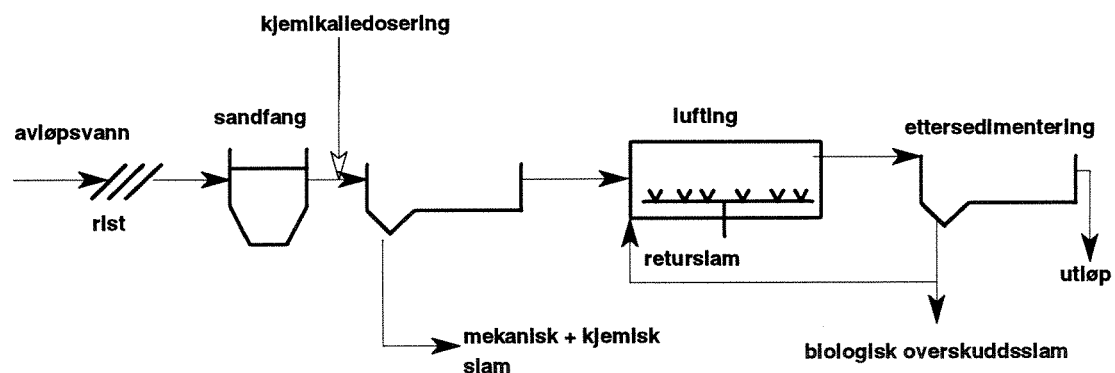 kjemikaliedosering
avløpsvann
sandfang
lufting
ettersedimentering
rist
returslam
utløp
mekanisk + kjemisk
slam
biologisk overskuddsslam